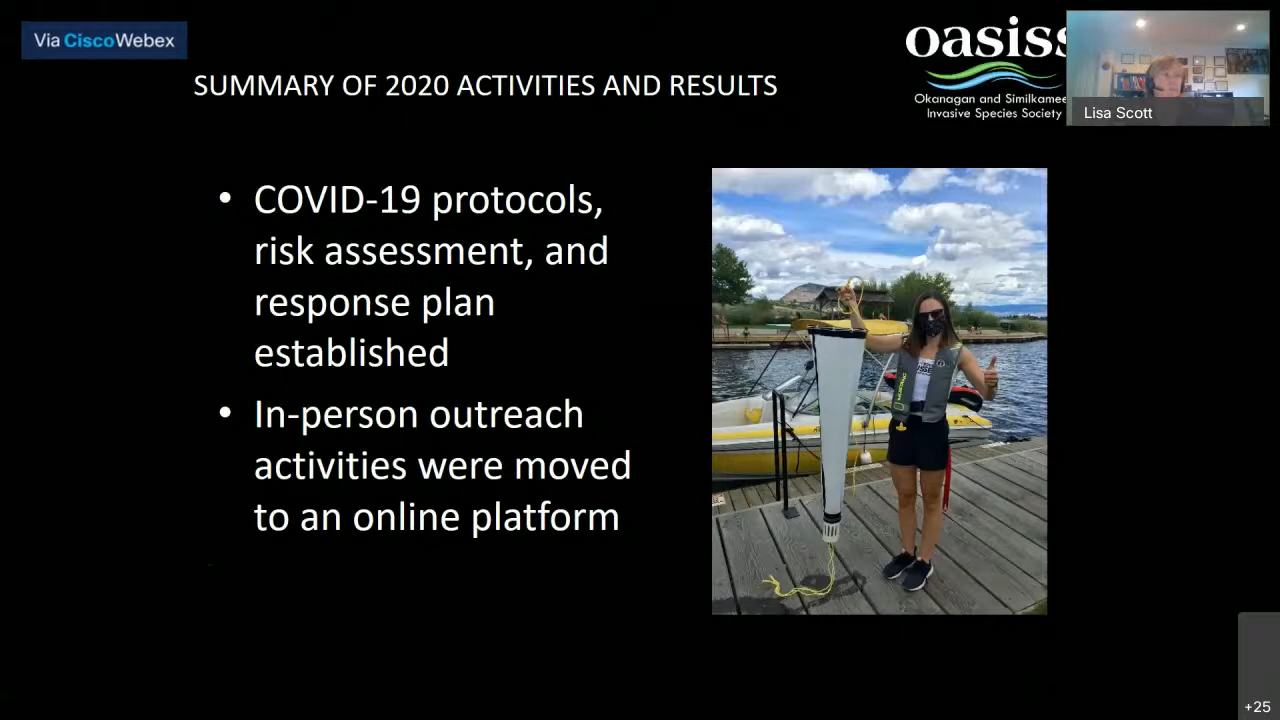 Via CiscoWebex
oasiss
Lisa Scott
SUMMARY OF 2020 ACTIVITIES AND RESULTS
Okanagan and Similkamee
Invasive Species Society
• COVID-19 protocols,
risk assessment, and
response plan
established
• In-person outreach
activities were moved
to an online platform
+25